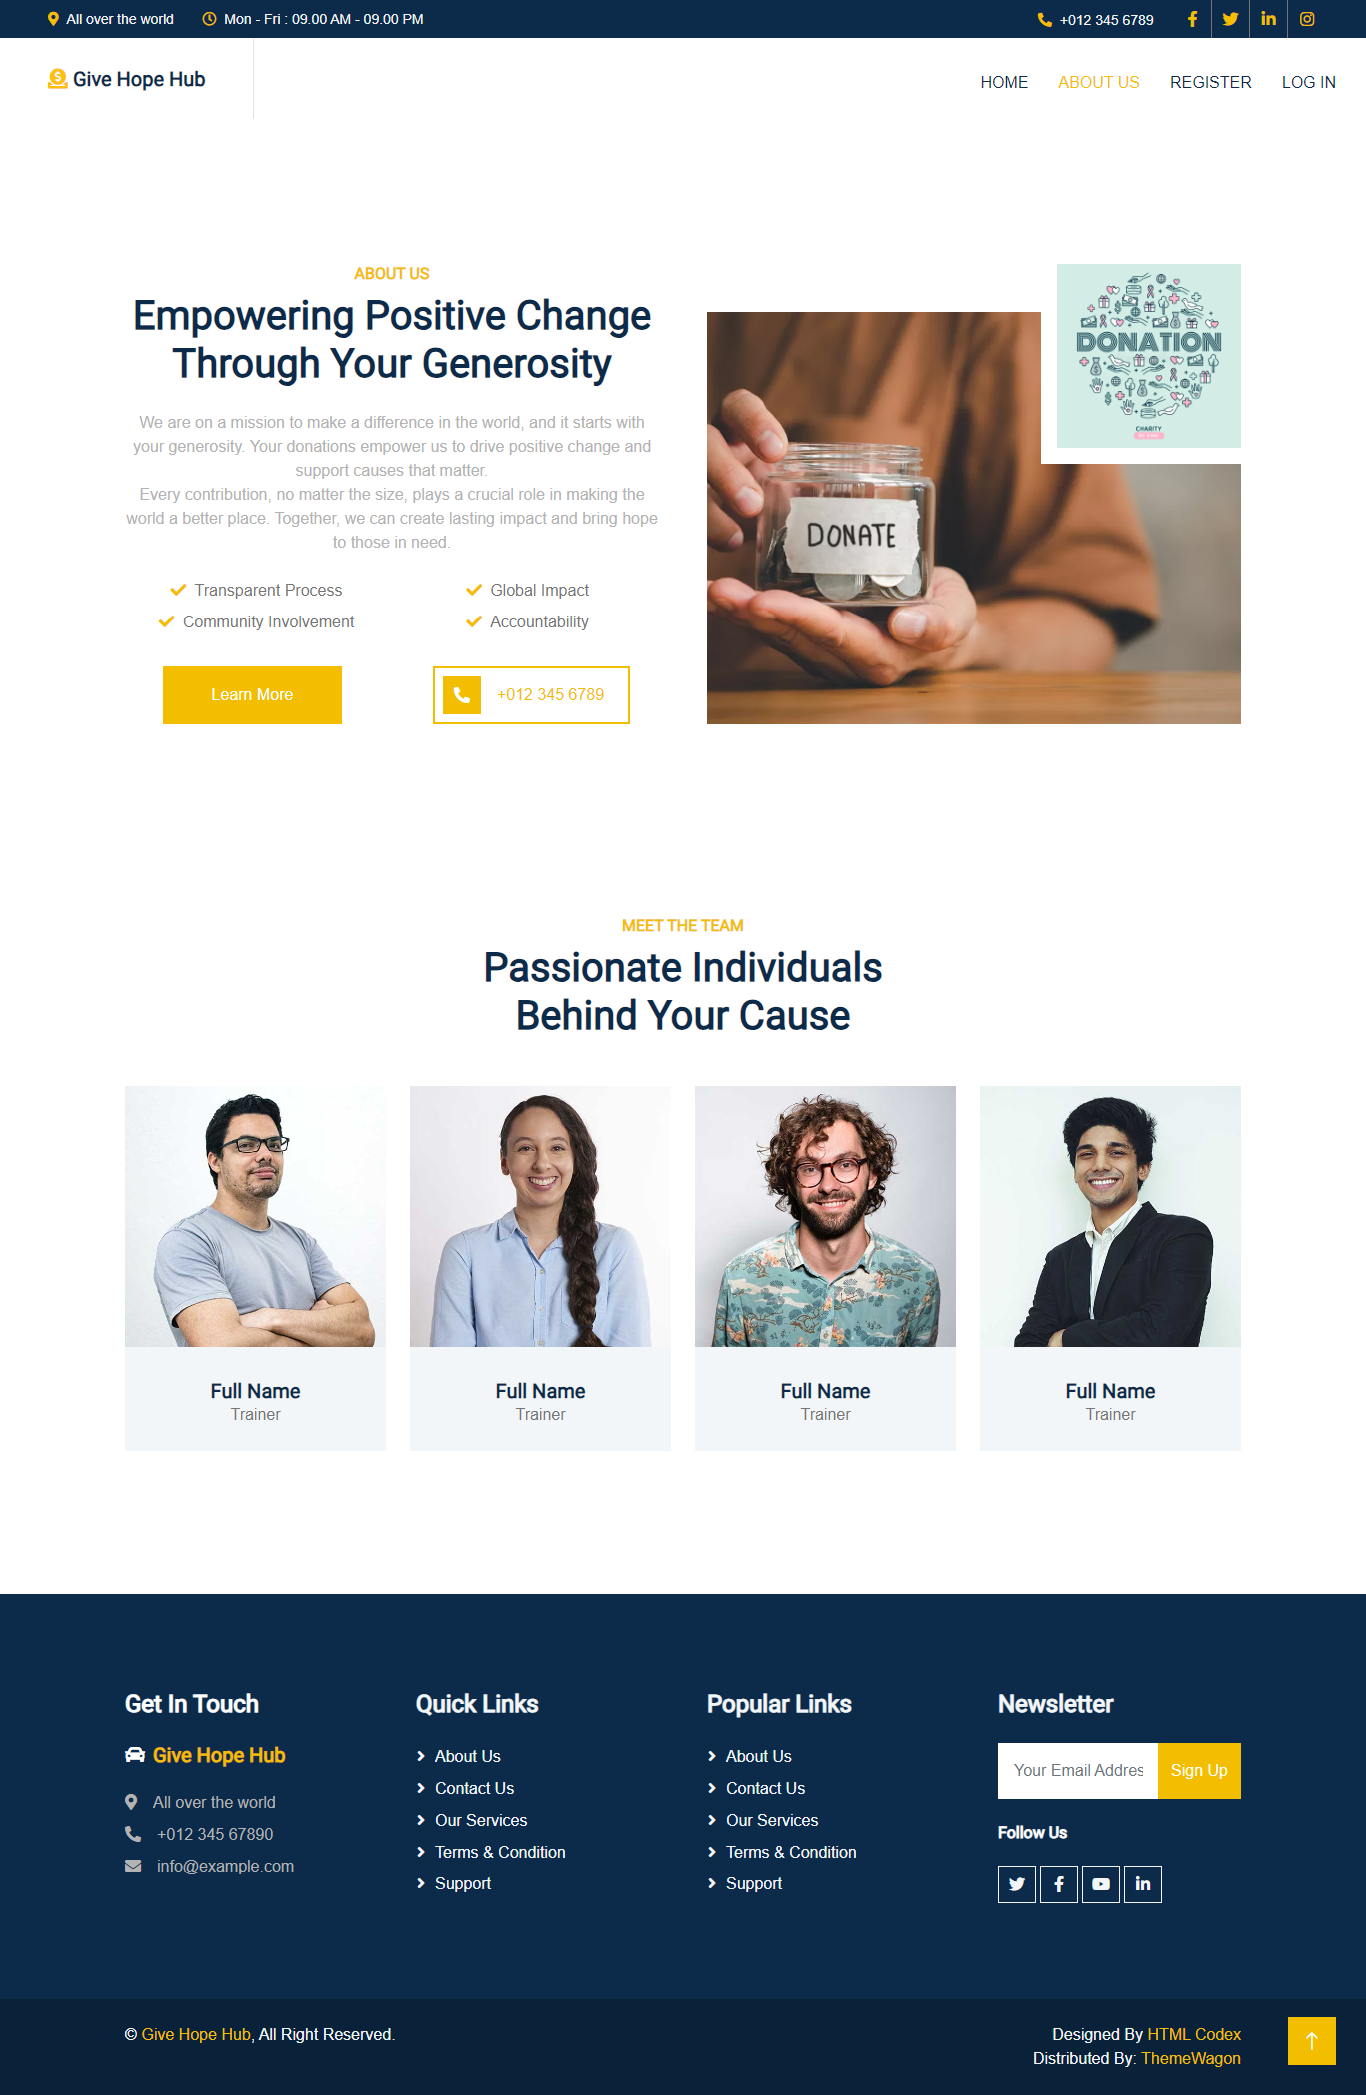 All over the world
Mon - Fri : 09.00 AM - 09.00 PM
+012 345 6789
Give Hope Hub
HOME
ABOUT US
REGISTER
LOG IN
ABOUT US
Empowering Positive Change
Through Your Generosity
We are on a mission to make a difference in the world, and it starts with
your generosity. Your donations empower us to drive positive change and
support causes that matter.
Every contribution, no matter the size, plays a crucial role in making the
world a better place. Together, we can create lasting impact and bring hope
to those in need.
Transparent Process
Global Impact
Community Involvement
Accountability
Learn More
+012 345 6789
DONATION
CHARITY
DONATE
MEET THE TEAM
Passionate Individuals
Behind Your Cause
Full Name
Trainer
Full Name
Trainer
Full Name
Trainer
Full Name
Trainer
Get In Touch
Give Hope Hub
All over the world
+012 345 67890
info@example.com
Quick Links
About Us
Contact Us
Our Services
Terms & Condition
Support
Popular Links
About Us
Contact Us
Our Services
Terms & Condition
Support
Newsletter
Your Email Addres
Sign Up
Follow Us
© Give Hope Hub, All Right Reserved.
Designed By HTML Codex
Distributed By: ThemeWagon